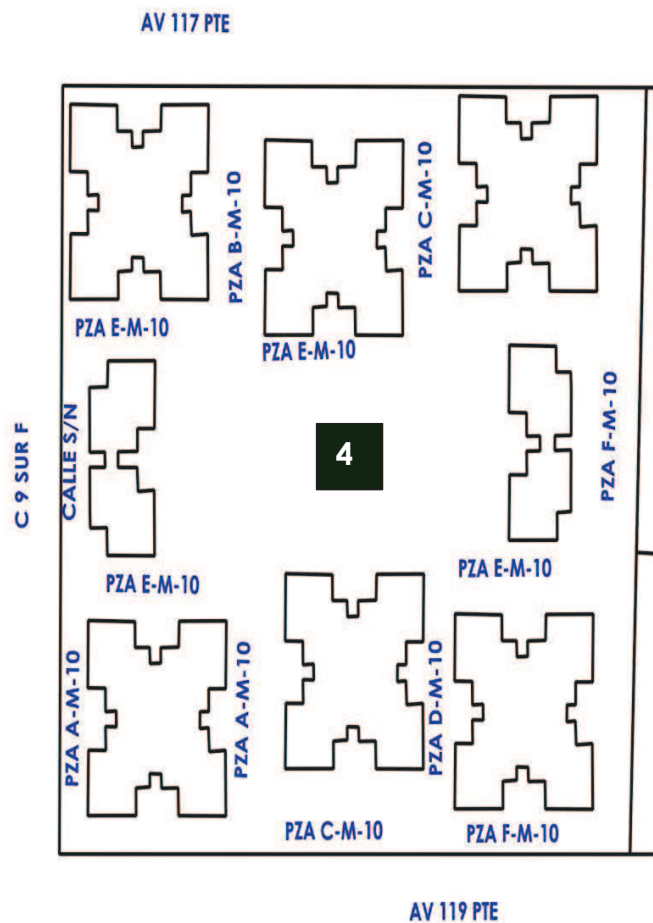 AV 117 PTE
PZA B-M-10
PZA C-M-10
PZA E-M-10
PZA E-M-10
C 9 SUR F
CALLE S/N
4
PZA F-M-10
PZA E-M-10
PZA E-M-10
PZA A-M-10
PZA A-M-10
PZA D-M-10
PZA C-M-10
PZA F-M-10
AV 119 PTE